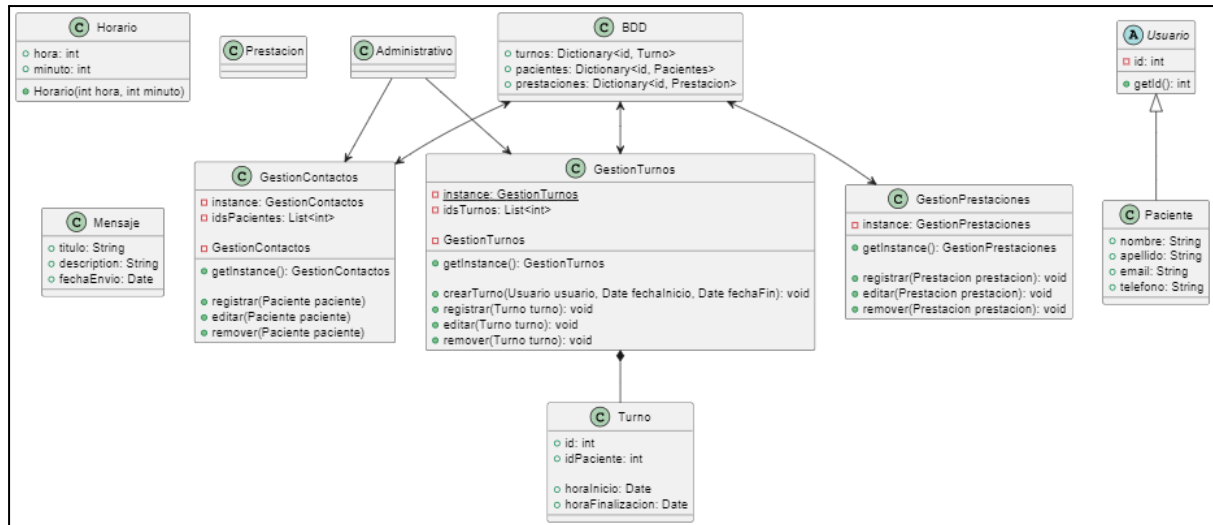 C Horario
hora: int
minuto: int
Horario(int hora, int minuto)
C Prestacion
C Administrativo
C BDD
turnos: Dictionary<id, Turno>
pacientes: Dictionary<id, Pacientes>
prestaciones: Dictionary<id, Prestacion>
A Usuario
id: int
getId(): int
C Mensaje
titulo: String
description: String
fechaEnvio: Date
C GestionContactos
instance: GestionContactos
idsPacientes: List<int>
GestionContactos
getInstance(): GestionContactos
registrar(Paciente paciente)
editar(Paciente paciente)
remover(Paciente paciente)
C GestionTurnos
instance: GestionTurnos
idsTurnos: List<int>
GestionTurnos
getInstance(): GestionTurnos
crearTurno(Usuario usuario, Date fechaInicio, Date fechaFin): void
registrar(Turno turno): void
editar(Turno turno): void
remover(Turno turno): void
C GestionPrestaciones
instance: GestionPrestaciones
getInstance(): GestionPrestaciones
registrar(Prestacion prestacion): void
editar(Prestacion prestacion): void
remover(Prestacion prestacion): void
C Paciente
nombre: String
apellido: String
email: String
telefono: String
C Turno
id: int
idPaciente: int
horaInicio: Date
horaFinalizacion: Date